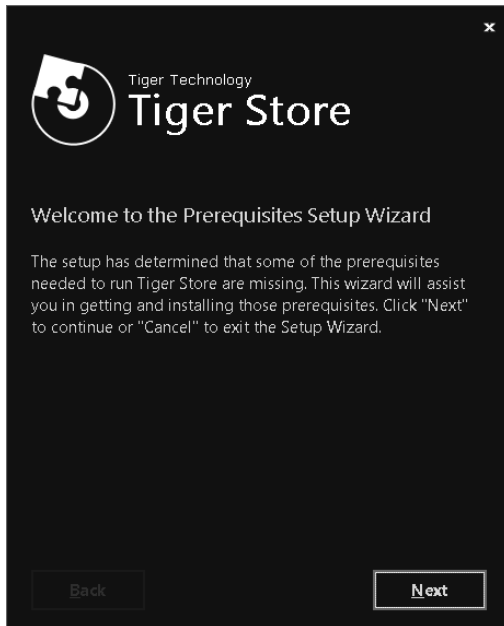 x
Tiger Technology
Tiger Store
Welcome to the Prerequisites Setup Wizard
The setup has determined that some of the prerequisites
needed to run Tiger Store are missing. This wizard will assist
you in getting and installing those prerequisites. Click "Next"
to continue or "Cancel" to exit the Setup Wizard.
Back
Next